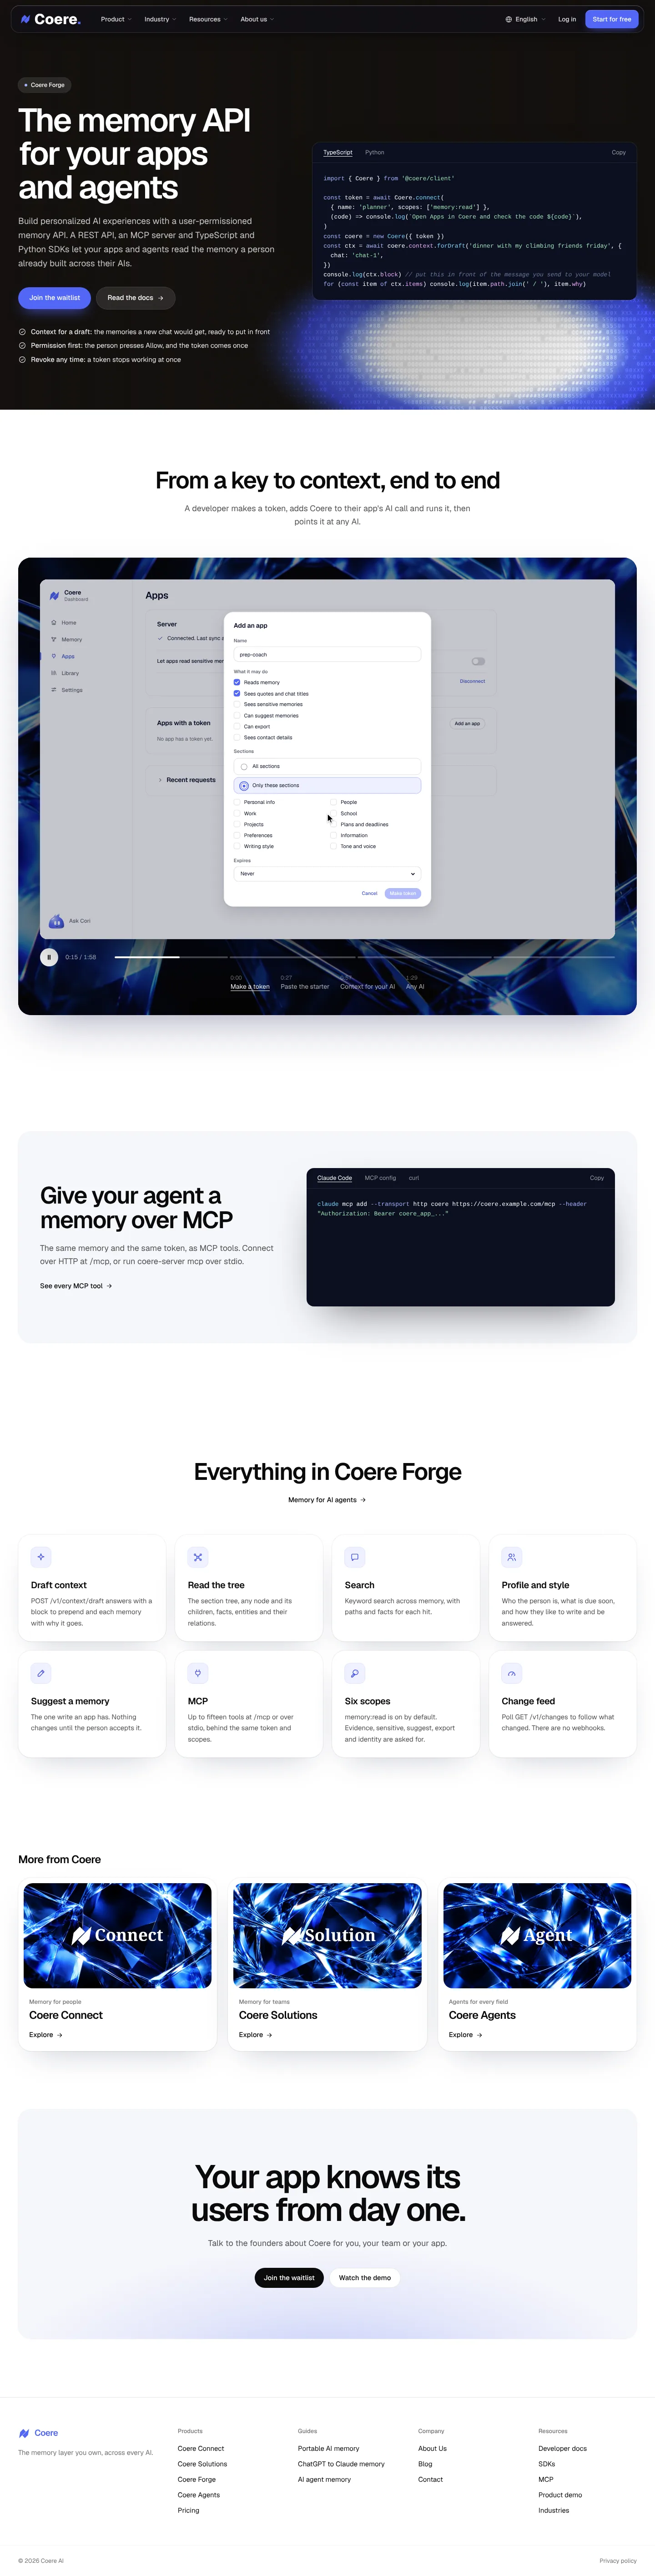 Coere.
Product
Industry
Resources
About us
English
Log in
Start for free
Coere Forge
The memory API
for your apps
and agents
Build personalized AI experiences with a user-permissioned
memory API. A REST API, an MCP server and TypeScript and
Python SDKs let your apps and agents read the memory a person
already built across their AIs.
Join the waitlist
Read the docs →
Context for a draft: the memories a new chat would get, ready to put in front
Permission first: the person presses Allow, and the token comes once
Revoke any time: a token stops working at once
TypeScript
Python
Copy
import { Coere } from '@coere/client'
const token = await Coere.connect(
{ name: 'planner', scopes: ['memory:read'] },
(code) => console.log(`Open Apps in Coere and check the code ${code}`),
)
const coere = new Coere({ token })
const ctx = await coere.context.forDraft('dinner with my climbing friends friday', {
chat: 'chat-1',
})
console.log(ctx.block) // put this in front of the message you send to your model
for (const item of ctx.items) console.log(item.path.join(' / '), item.why)
From a key to context, end to end
A developer makes a token, adds Coere to their app's AI call and runs it, then
points it at any AI.
Coere
Dashboard
Home
Memory
Apps
Library
Settings
Ask Cori
Apps
Server
Connected. Last sync
Let apps read sensitive
Disconnect
Apps with a token
No app has a token yet.
Add an app
Recent requests
Add an app
Name
prep-coach
What it may do
Reads memory
Sees quotes and chat titles
Sees sensitive memories
Can suggest memories
Can export
Sees contact details
Sections
All sections
Only these sections
Personal info
People
Work
School
Projects
Plans and deadlines
Preferences
Information
Writing style
Tone and voice
Expires
Never
Cancel
Make token
0:15 / 1:58
0:00
Make a token
0:27
Paste the starter
Context for your AI
1:29
Any AI
Give your agent a
memory over MCP
The same memory and the same token, as MCP tools. Connect
over HTTP at /mcp, or run coere-server mcp over stdio.
See every MCP tool →
Claude Code
MCP config
curl
Copy
claude mcp add --transport http coere https://coere.example.com/mcp --header
"Authorization: Bearer coere_app_..."
Everything in Coere Forge
Memory for AI agents →
Draft context
POST /v1/context/draft answers with a
block to prepend and each memory
with why it goes.
Read the tree
The section tree, any node and its
children, facts, entities and their
relations.
Search
Keyword search across memory, with
paths and facts for each hit.
Profile and style
Who the person is, what is due soon,
and how they like to write and be
answered.
Suggest a memory
The one write an app has. Nothing
changes until the person accepts it.
MCP
Up to fifteen tools at /mcp or over
stdio, behind the same token and
scopes.
Six scopes
memory:read is on by default.
Evidence, sensitive, suggest, export
and identity are asked for.
Change feed
Poll GET /v1/changes to follow what
changed. There are no webhooks.
More from Coere
Connect
Memory for people
Coere Connect
Explore →
Solution
Memory for teams
Coere Solutions
Explore →
Agent
Agents for every field
Coere Agents
Explore →
Your app knows its
users from day one.
Talk to the founders about Coere for you, your team or your app.
Join the waitlist
Watch the demo
Coere
The memory layer you own, across every AI.
Products
Coere Connect
Coere Solutions
Coere Forge
Coere Agents
Pricing
Guides
Portable AI memory
ChatGPT to Claude memory
AI agent memory
Company
About Us
Blog
Contact
Resources
Developer docs
SDKs
MCP
Product demo
Industries
© 2026 Coere AI
Privacy policy